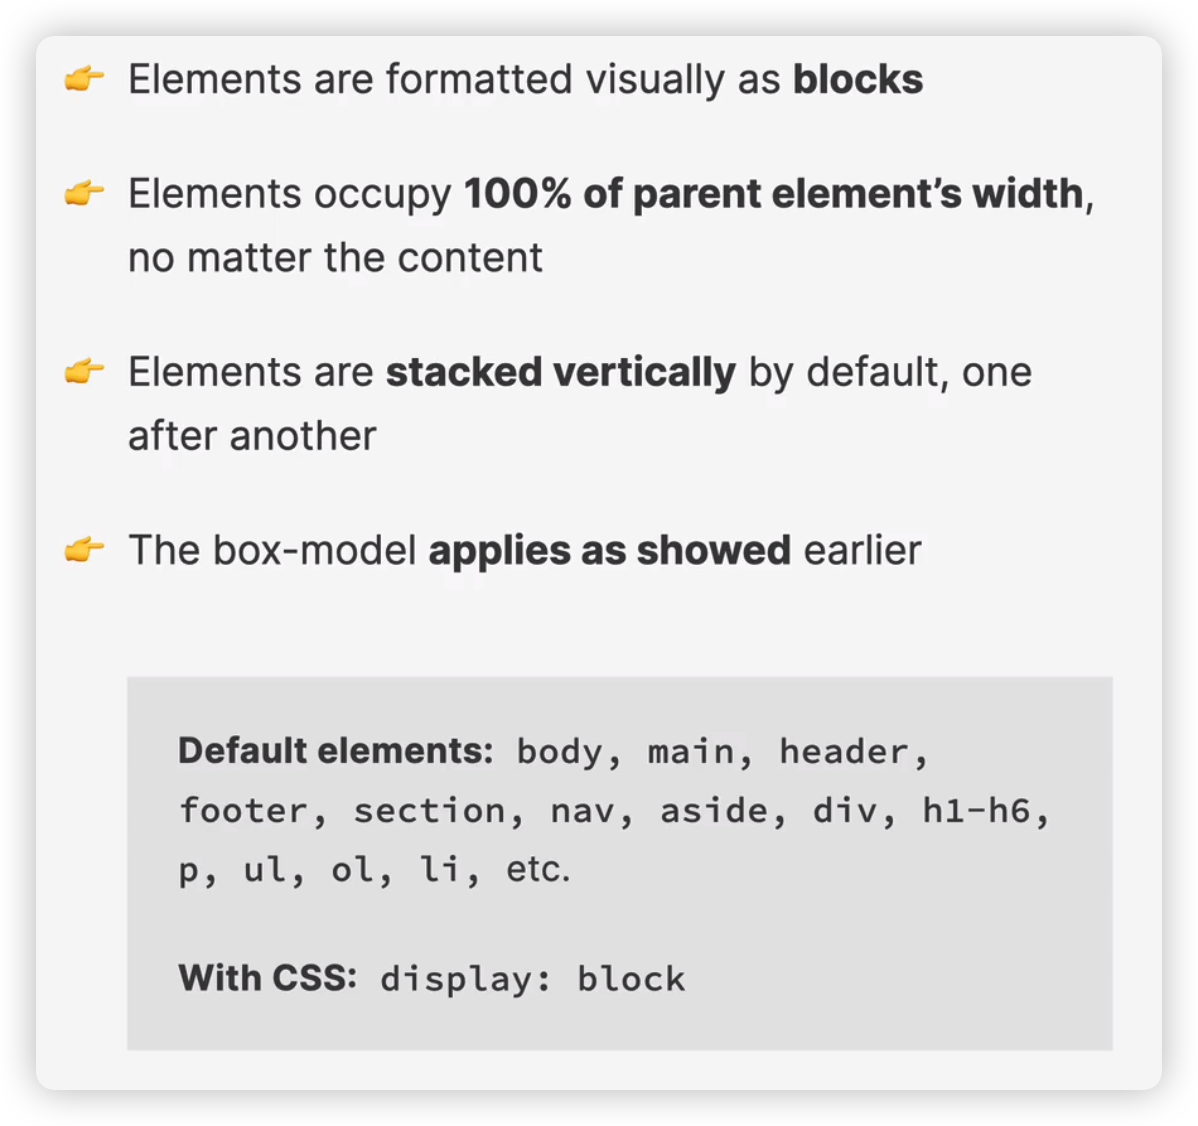 👉 Elements are formatted visually as blocks
👉 Elements occupy 100% of parent element’s width,
no matter the content
👉 Elements are stacked vertically by default, one
after another
👉 The box-model applies as showed earlier
Default elements: body, main, header,
footer, section, nav, aside, div, h1-h6,
p, ul, ol, li, etc.
With CSS: display: block